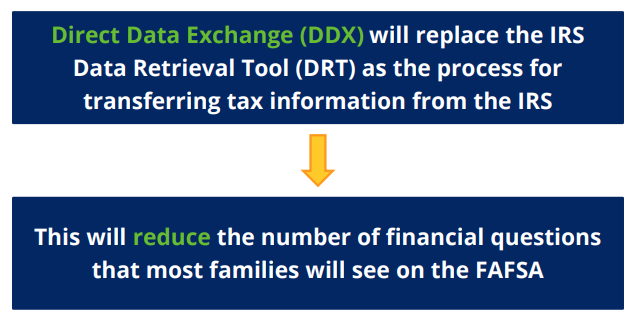 Direct Data Exchange (DDX) will replace the IRS
Data Retrieval Tool (DRT) as the process for
transferring tax information from the IRS
This will reduce the number of financial questions
that most families will see on the FAFSA